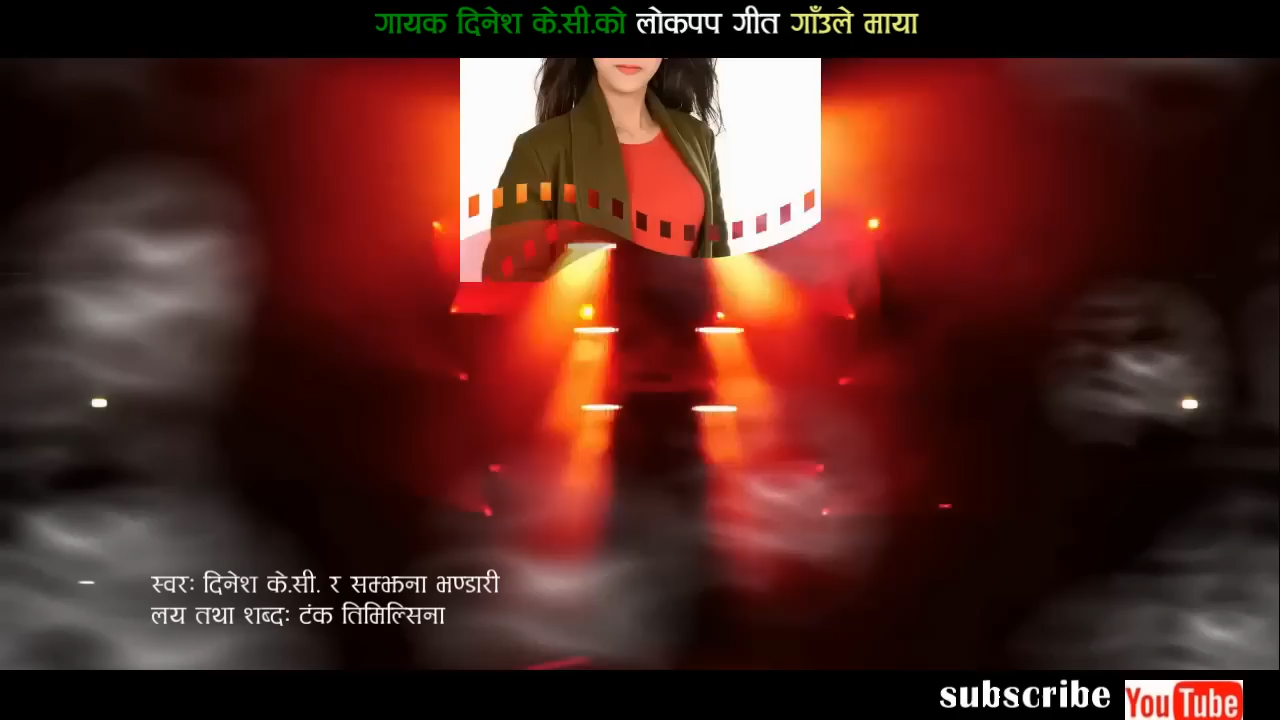 गायक दिनेश के.सी.को लोकपप गीत गाँउले माया
स्वर: दिनेश के.सी. र सम्झना भण्डारी
लय तथा शब्द: टंक तिमिल्सिना
subscribe YouTube